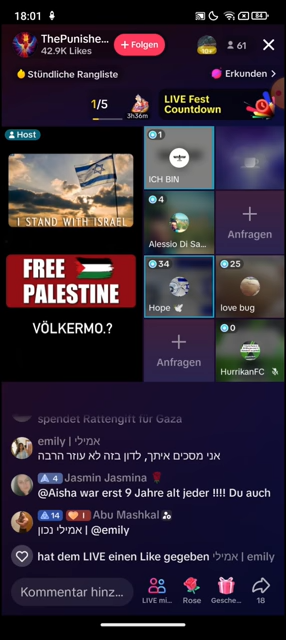 18:01
84
ThePunishe...
42.9K Likes
+ Folgen
10+
61
Stündliche Rangliste
Erkunden >
1/5
3h36m
LIVE Fest
Countdown
Host
I STAND WITH ISRAEL
FREE
PALESTINE
VÖLKERMO.?
1
ICH BIN
4
Alessio Di Sa...
Anfragen
34
Hope 🕊
25
love bug
Anfragen
0
HurrikanFC
spendet Rattengift für Gaza
emily | אמילי
אני מסכים איתך, לדון בזה לא עוזר הרבה
4 Jasmin Jasmina 🌹
@Aisha war erst 9 Jahre alt jeder !!!! Du auch
14 I Abu Mashkal
אמילי נכון | @emily
hat dem LIVE einen Like gegeben אמילי | emily
Kommentar hinz...
LIVE mi...
Rose
Gesche...
18